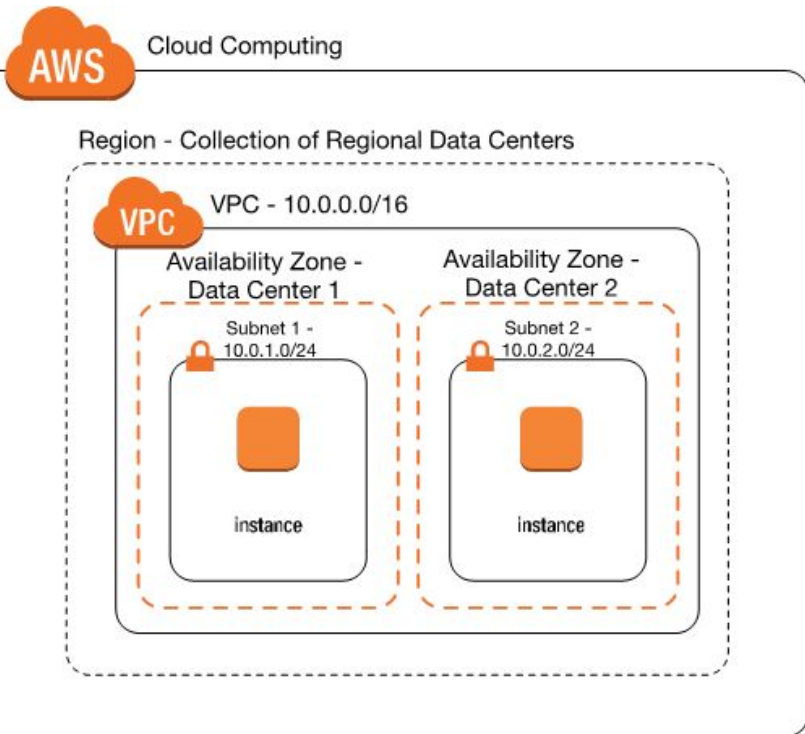 AWS
Cloud Computing
Region - Collection of Regional Data Centers
VPC
VPC - 10.0.0.0/16
Availability Zone -
Data Center 1
Subnet 1 -
10.0.1.0/24
instance
Availability Zone -
Data Center 2
Subnet 2 -
10.0.2.0/24
instance